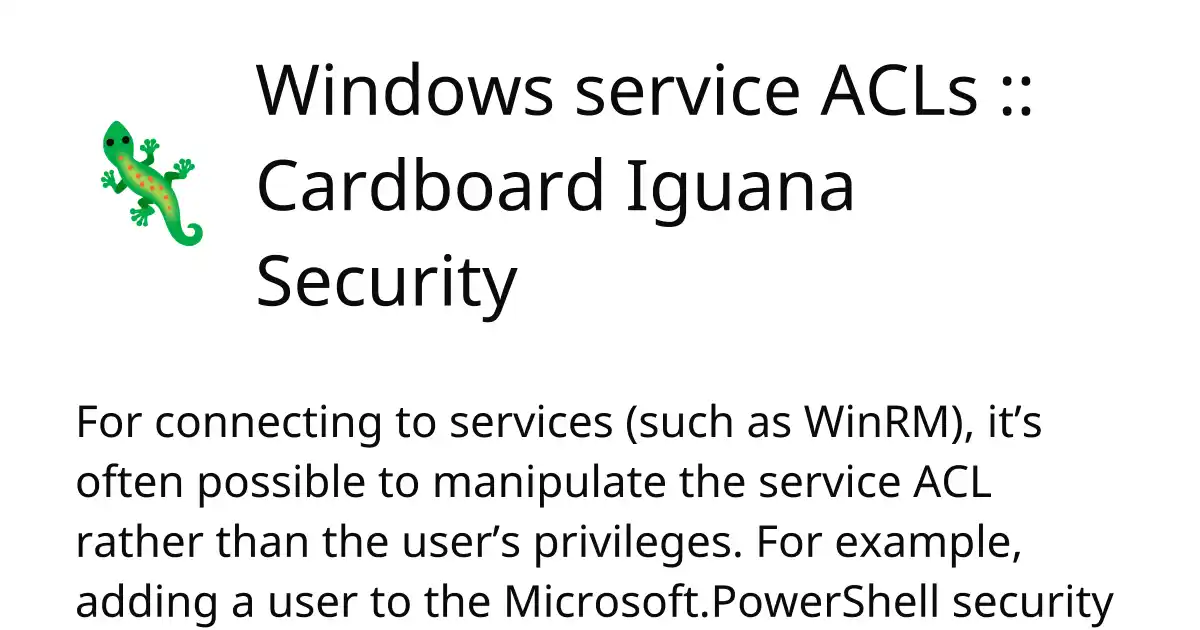 Windows service ACLs ::
Cardboard Iguana
Security
For connecting to services (such as WinRM), it’s
often possible to manipulate the service ACL
rather than the user’s privileges. For example,
adding a user to the Microsoft.PowerShell security